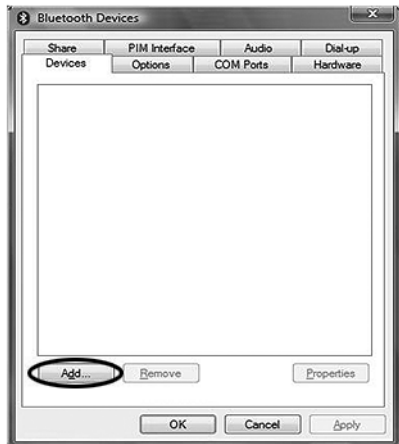 Bluetooth Devices
Share PIM Interface Audio Dial-up
Devices Options COM Ports Hardware
Add... Remove Properties
OK Cancel Apply